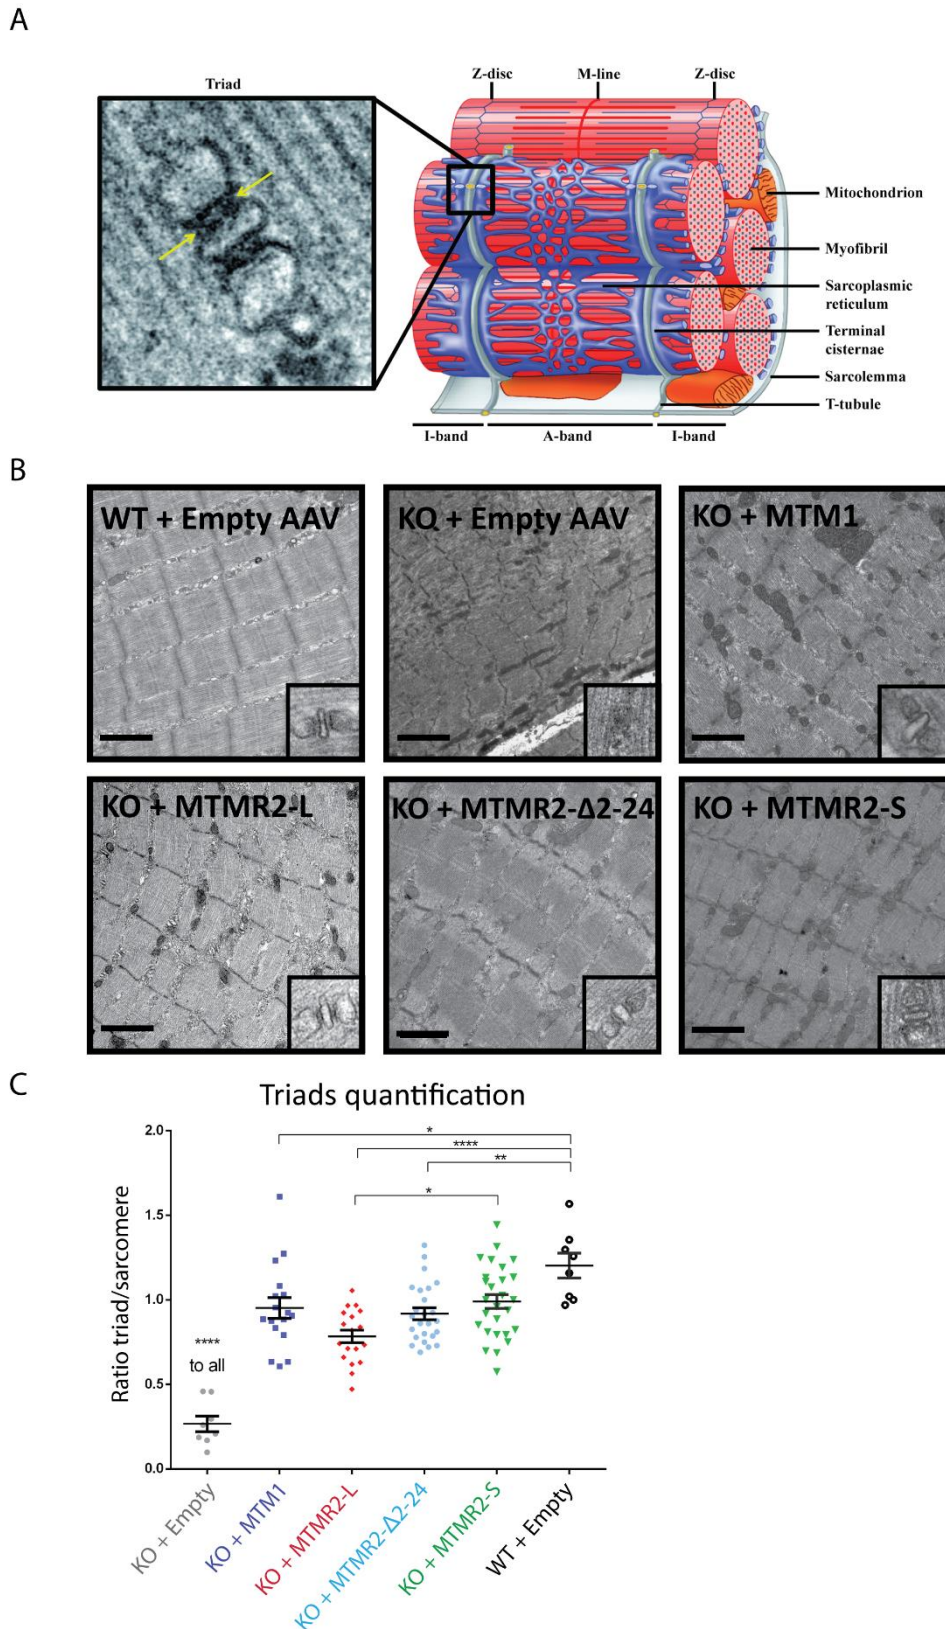 A
Triad
Z-disc
M-line
Z-disc
Mitochondrion
Myofibril
Sarcoplasmic
reticulum
Terminal
cisternae
Sarcolemma
T-tubule
I-band
A-band
I-band
B
WT + Empty AAV
KO + Empty AAV
KO + MTM1
KO + MTMR2-L
KO + MTMR2-Δ2-24
KO + MTMR2-S
C
Triads quantification
Ratio triad/sarcomere
2.0
1.5
1.0
0.5
0.0
*
****
**
*
****
to all
KO + Empty
KO + MTM1
KO + MTMR2-L
KO + MTMR2-Δ2-24
KO + MTMR2-S
WT + Empty